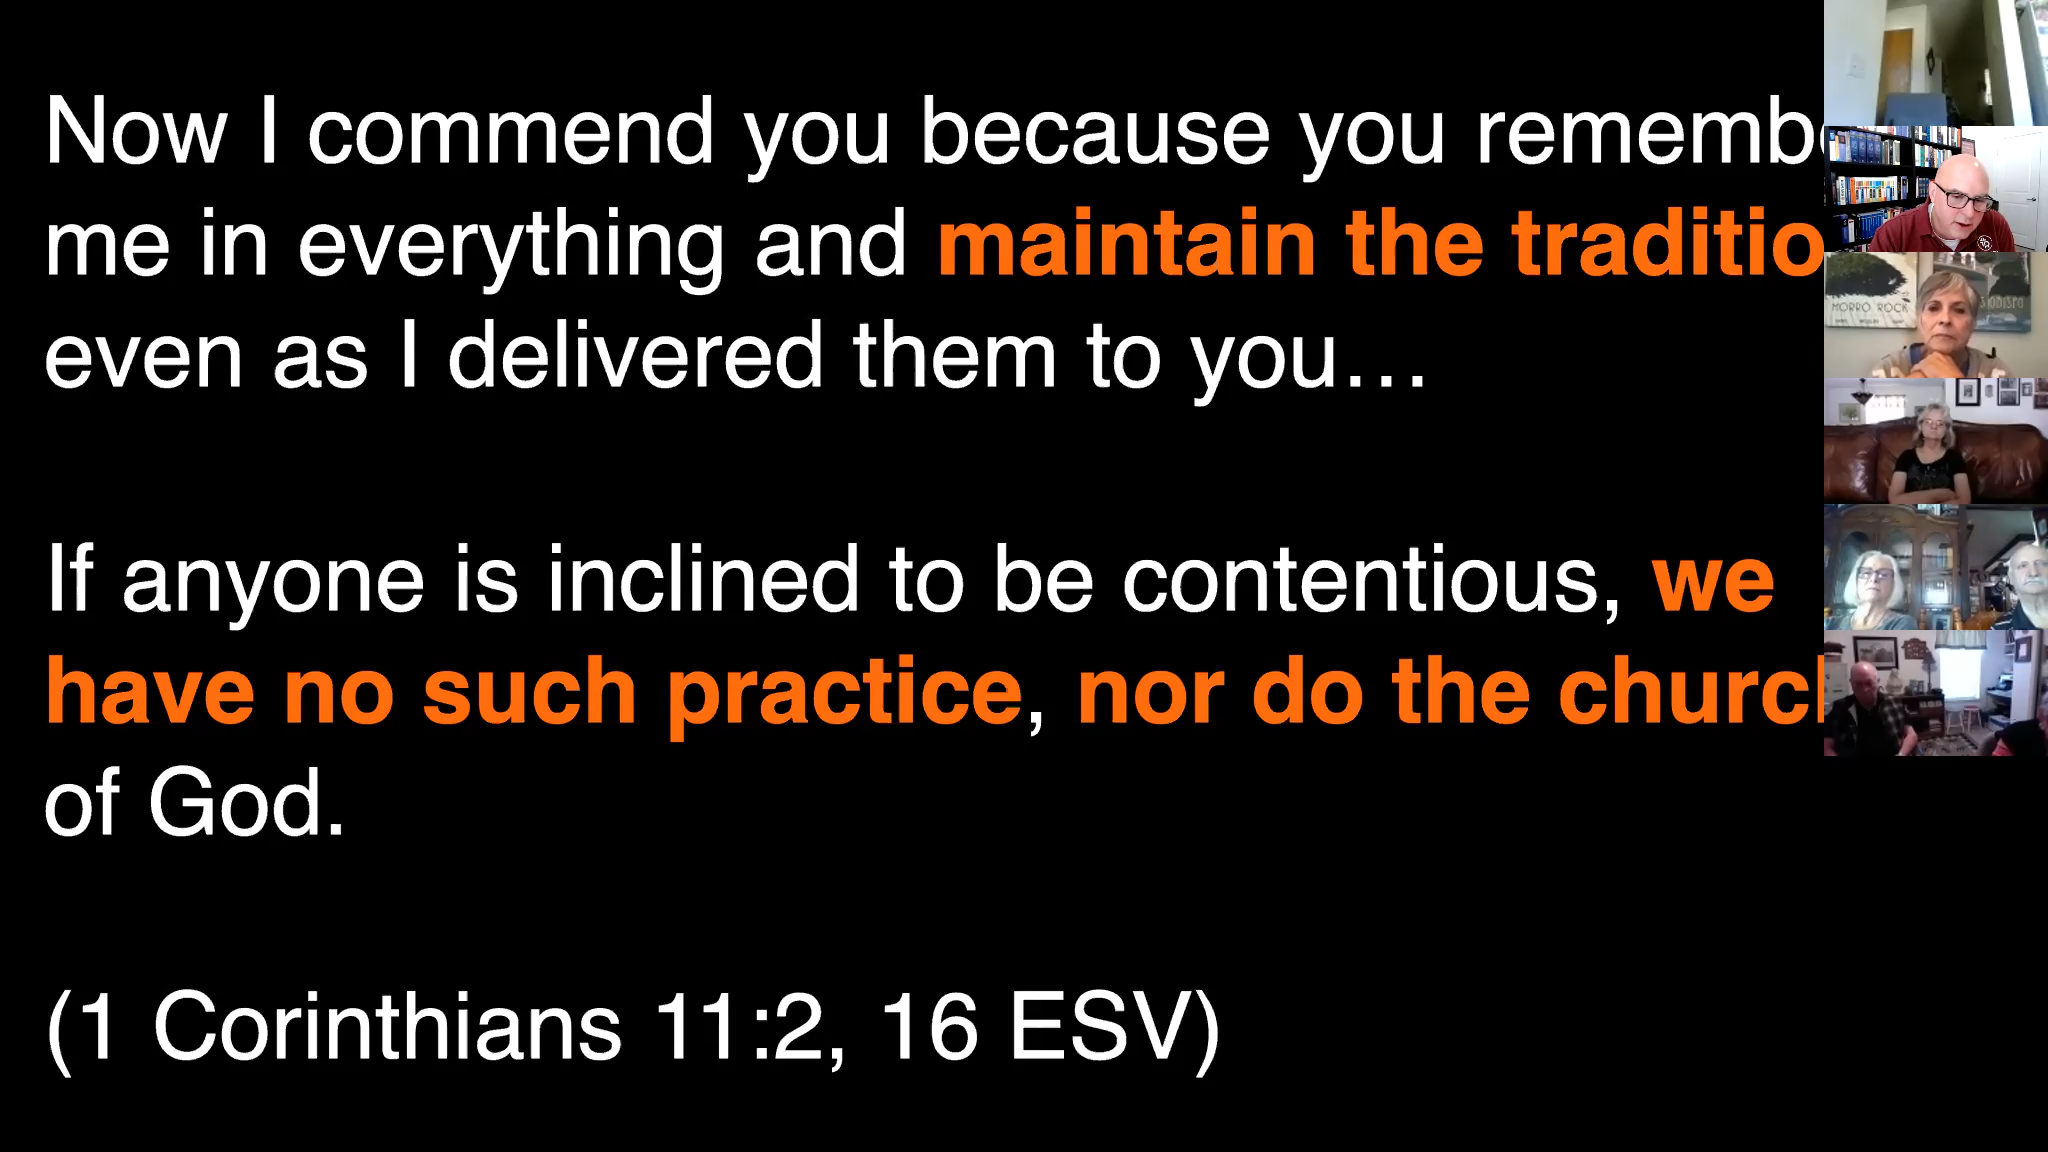 Now I commend you because you rememb
me in everything and maintain the traditio
even as I delivered them to you…
If anyone is inclined to be contentious, we
have no such practice, nor do the churc
of God.
(1 Corinthians 11:2, 16 ESV)
MORRO ROCK